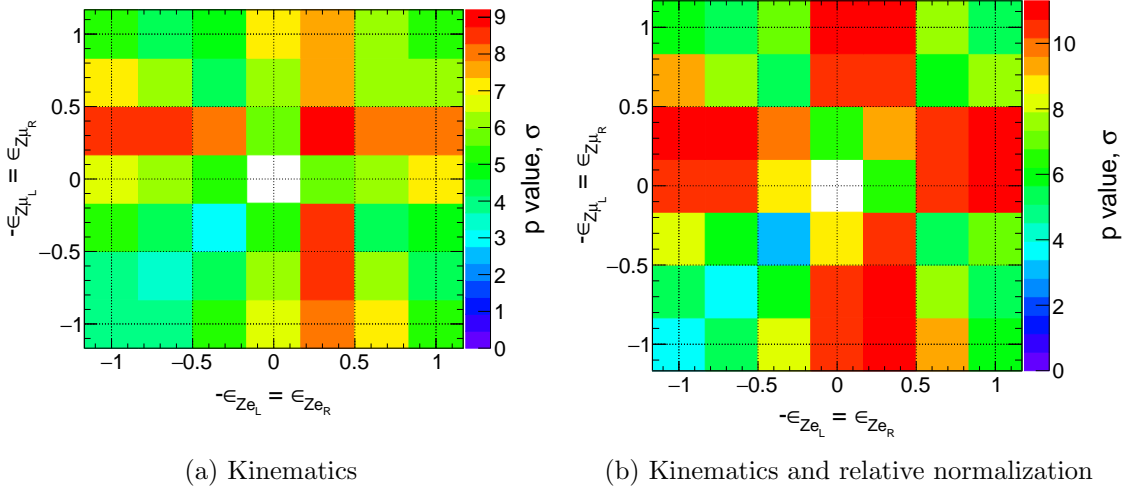 1
0.5
0
−0.5
−1
−1 −0.5 0 0.5 1
-ϵ_{Zμ_L} = ϵ_{Zμ_R}
-ϵ_{Ze_L} = ϵ_{Ze_R}
9
8
7
6
5
4
3
2
1
0
p value, σ
(a) Kinematics
1
0.5
0
−0.5
−1
−1 −0.5 0 0.5 1
-ϵ_{Zμ_L} = ϵ_{Zμ_R}
-ϵ_{Ze_L} = ϵ_{Ze_R}
10
8
6
4
2
0
p value, σ
(b) Kinematics and relative normalization